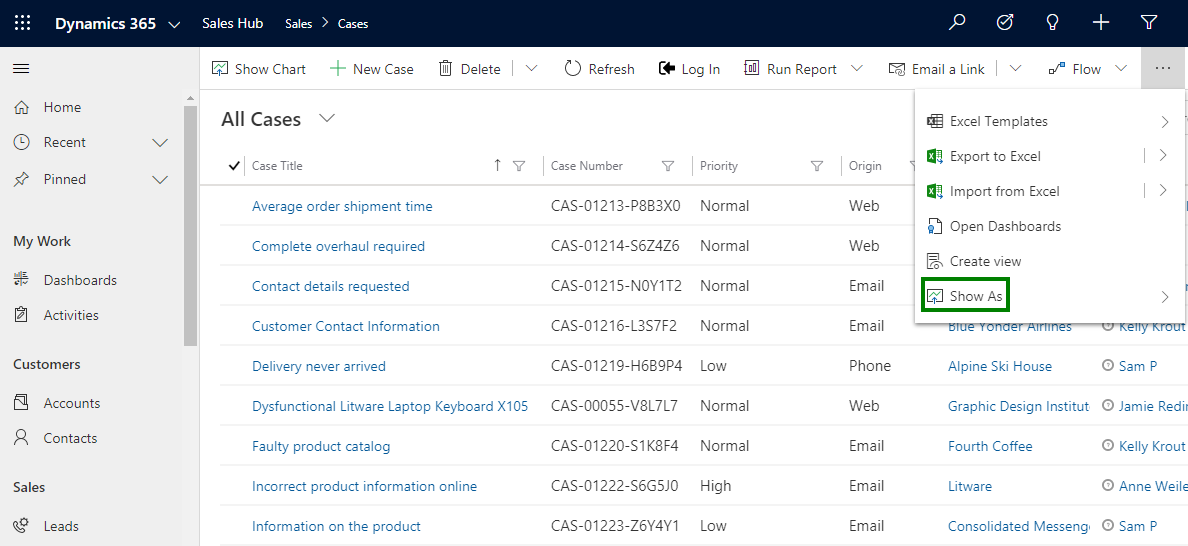 Dynamics 365 Sales Hub Sales > Cases
Show Chart New Case Delete Refresh Log In Run Report Email a Link Flow ...
Home
Recent
Pinned
My Work
Dashboards
Activities
Customers
Accounts
Contacts
Sales
Leads
All Cases
Case Title Case Number Priority Origin
Average order shipment time CAS-01213-P8B3X0 Normal Web
Complete overhaul required CAS-01214-S6Z4Z6 Normal Web
Contact details requested CAS-01215-N0Y1T2 Normal Email
Customer Contact Information CAS-01216-L3S7F2 Normal Email Blue Yonder Airlines Kelly Krout
Delivery never arrived CAS-01219-H6B9P4 Low Phone Alpine Ski House Sam P
Dysfunctional Litware Laptop Keyboard X105 CAS-00055-V8L7L7 Normal Web Graphic Design Institut Jamie Redi
Faulty product catalog CAS-01220-S1K8F4 Normal Email Fourth Coffee Kelly Krout
Incorrect product information online CAS-01222-S6G5J0 High Email Litware Anne Weile
Information on the product CAS-01223-Z6Y4Y1 Low Email Consolidated Messeng Sam P
Excel Templates
Export to Excel
Import from Excel
Open Dashboards
Create view
Show As